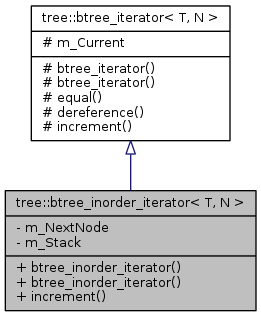 tree::btree_iterator< T, N >
# m_Current
# btree_iterator()
# btree_iterator()
# equal()
# dereference()
# increment()
tree::btree_inorder_iterator< T, N >
- m_NextNode
- m_Stack
+ btree_inorder_iterator()
+ btree_inorder_iterator()
+ increment()